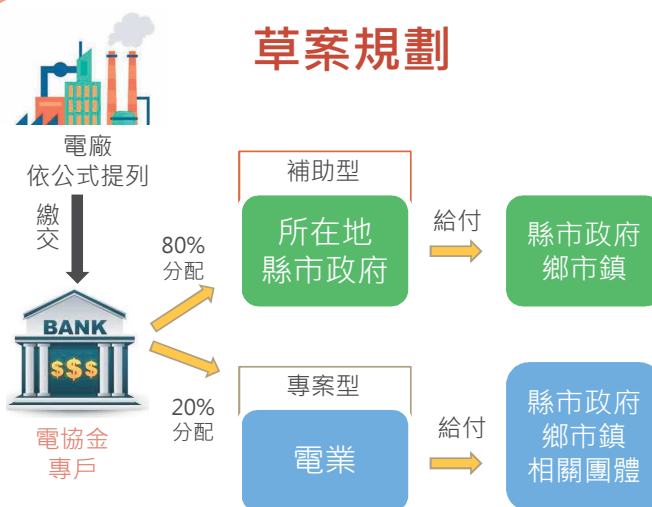 草案規劃
電廠
依公式提列
繳交
BANK
$$$
電協金
專戶
80%
分配
補助型
所在地
縣市政府
給付
縣市政府
鄉市鎮
20%
分配
專案型
電業
給付
縣市政府
鄉市鎮
相關團體